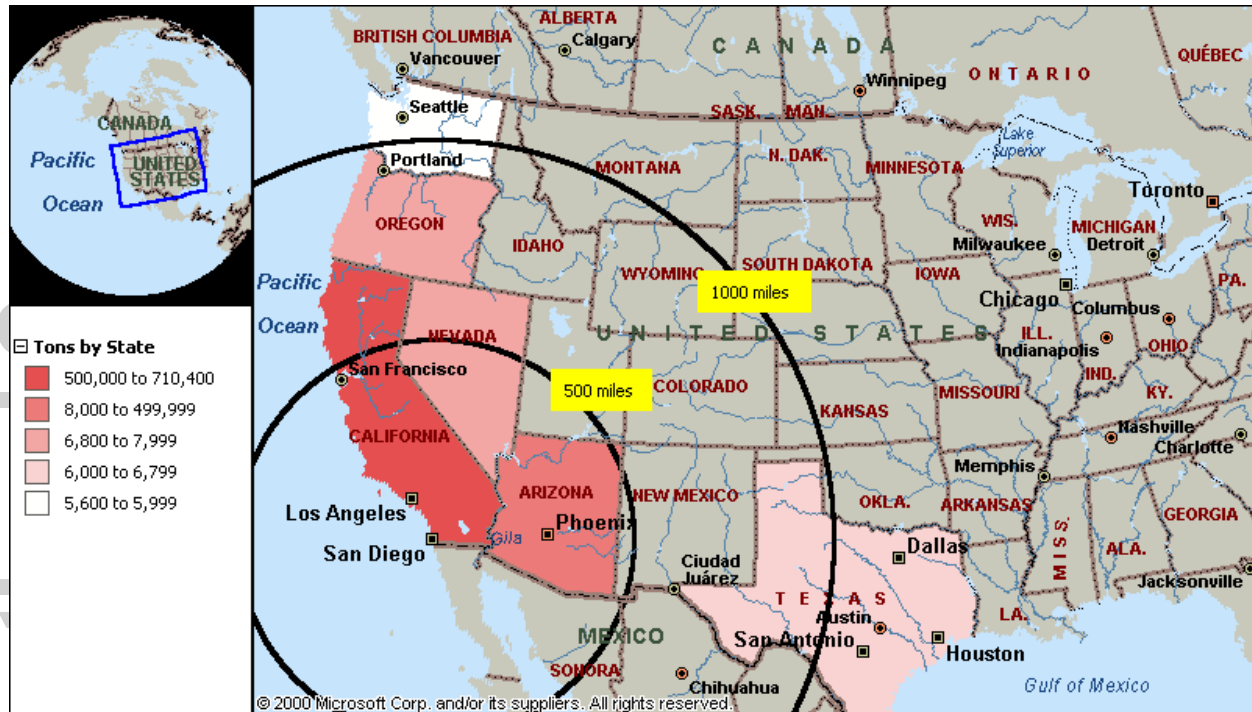 CANADA
Pacific
Ocean
UNITED
STATES
Tons by State
500,000 to 710,400
8,000 to 499,999
6,800 to 7,999
6,000 to 6,799
5,600 to 5,999
BRITISH COLUMBIA
ALBERTA
CANADA
Vancouver
Calgary
Winnipeg
ONTARIO
QUÉBEC
Seattle
SASK.
MAN.
Lake
Superior
Portland
MONTANA
N. DAK.
MINNESOTA
Toronto
OREGON
IDAHO
WIS.
MICHIGAN
Milwaukee
Detroit
Pacific
Ocean
WYOMING
SOUTH DAKOTA
IOWA
PA.
1000 miles
Chicago
Columbus
NEVADA
UNITED STATES
ILL.
Indianapolis
OHIO
San Francisco
500 miles
COLORADO
MISSOURI
IND.
KY.
KANSAS
CALIFORNIA
Nashville
Charlotte
Memphis
Los Angeles
ARIZONA
NEW MEXICO
OKLA.
ARKANSAS
GEORGIA
San Diego
Gila
Phoenix
Dallas
MISS.
ALA.
Ciudad
Juárez
Jacksonville
TEXAS
Austin
LA.
MEXICO
San Antonio
Houston
SONORA
Chihuahua
Gulf of Mexico
© 2000 Microsoft Corp. and/or its suppliers. All rights reserved.